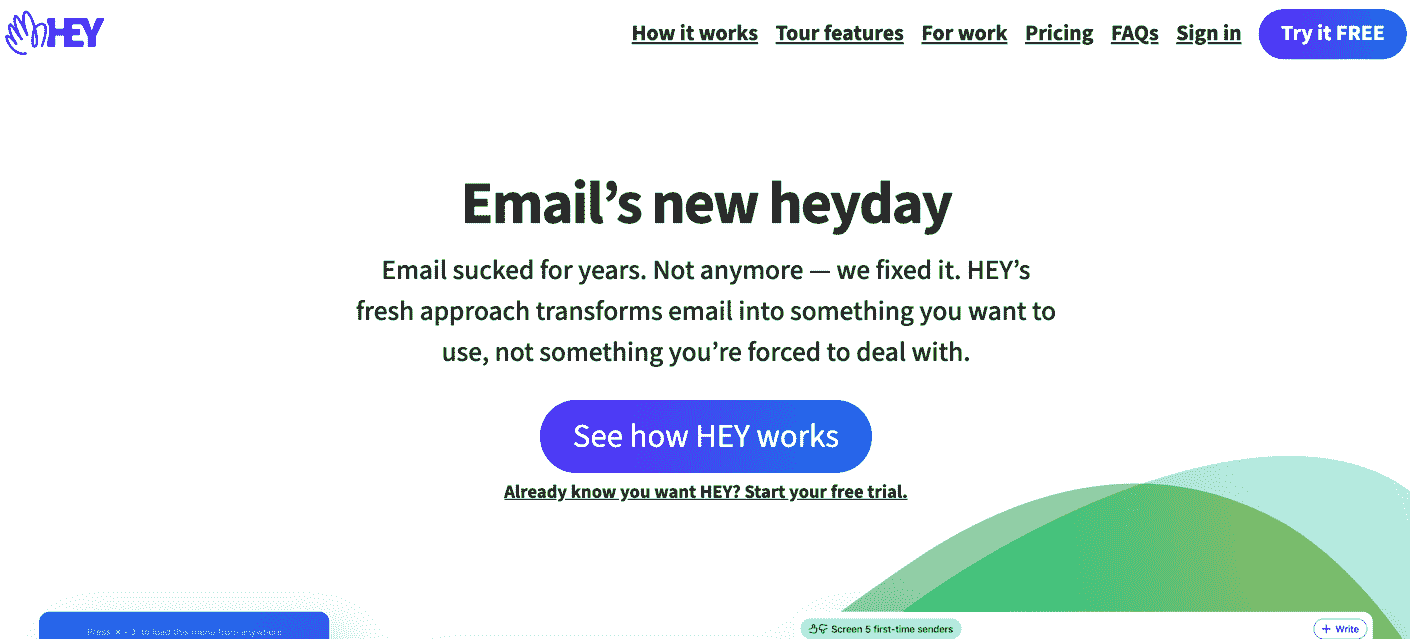 HEY
How it works Tour features For work Pricing FAQs Sign in Try it FREE
Email’s new heyday
Email sucked for years. Not anymore — we fixed it. HEY’s
fresh approach transforms email into something you want to
use, not something you’re forced to deal with.
See how HEY works
Already know you want HEY? Start your free trial.
to load this menu from anywhere
Screen 5 first-time senders
+ Write